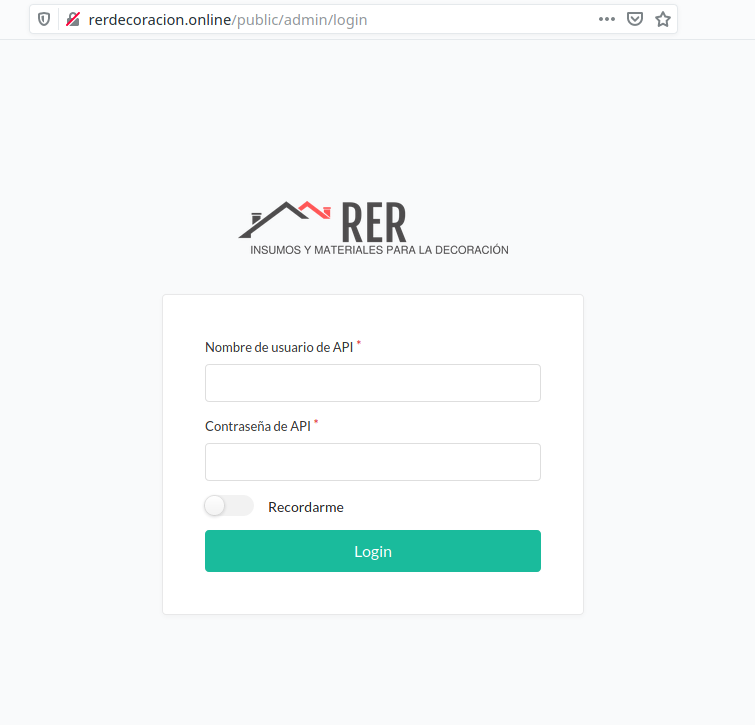 rerdecoracion.online/public/admin/login
RER
INSUMOS Y MATERIALES PARA LA DECORACIÓN
Nombre de usuario de API *
Contraseña de API *
Recordarme
Login